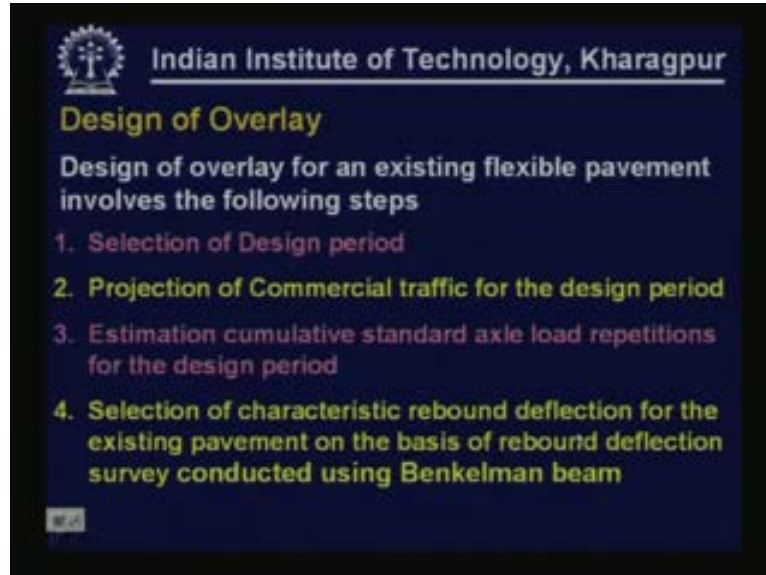 Indian Institute of Technology, Kharagpur
Design of Overlay
Design of overlay for an existing flexible pavement
involves the following steps
1. Selection of Design period
2. Projection of Commercial traffic for the design period
3. Estimation cumulative standard axle load repetitions
for the design period
4. Selection of characteristic rebound deflection for the
existing pavement on the basis of rebound deflection
survey conducted using Benkelman beam